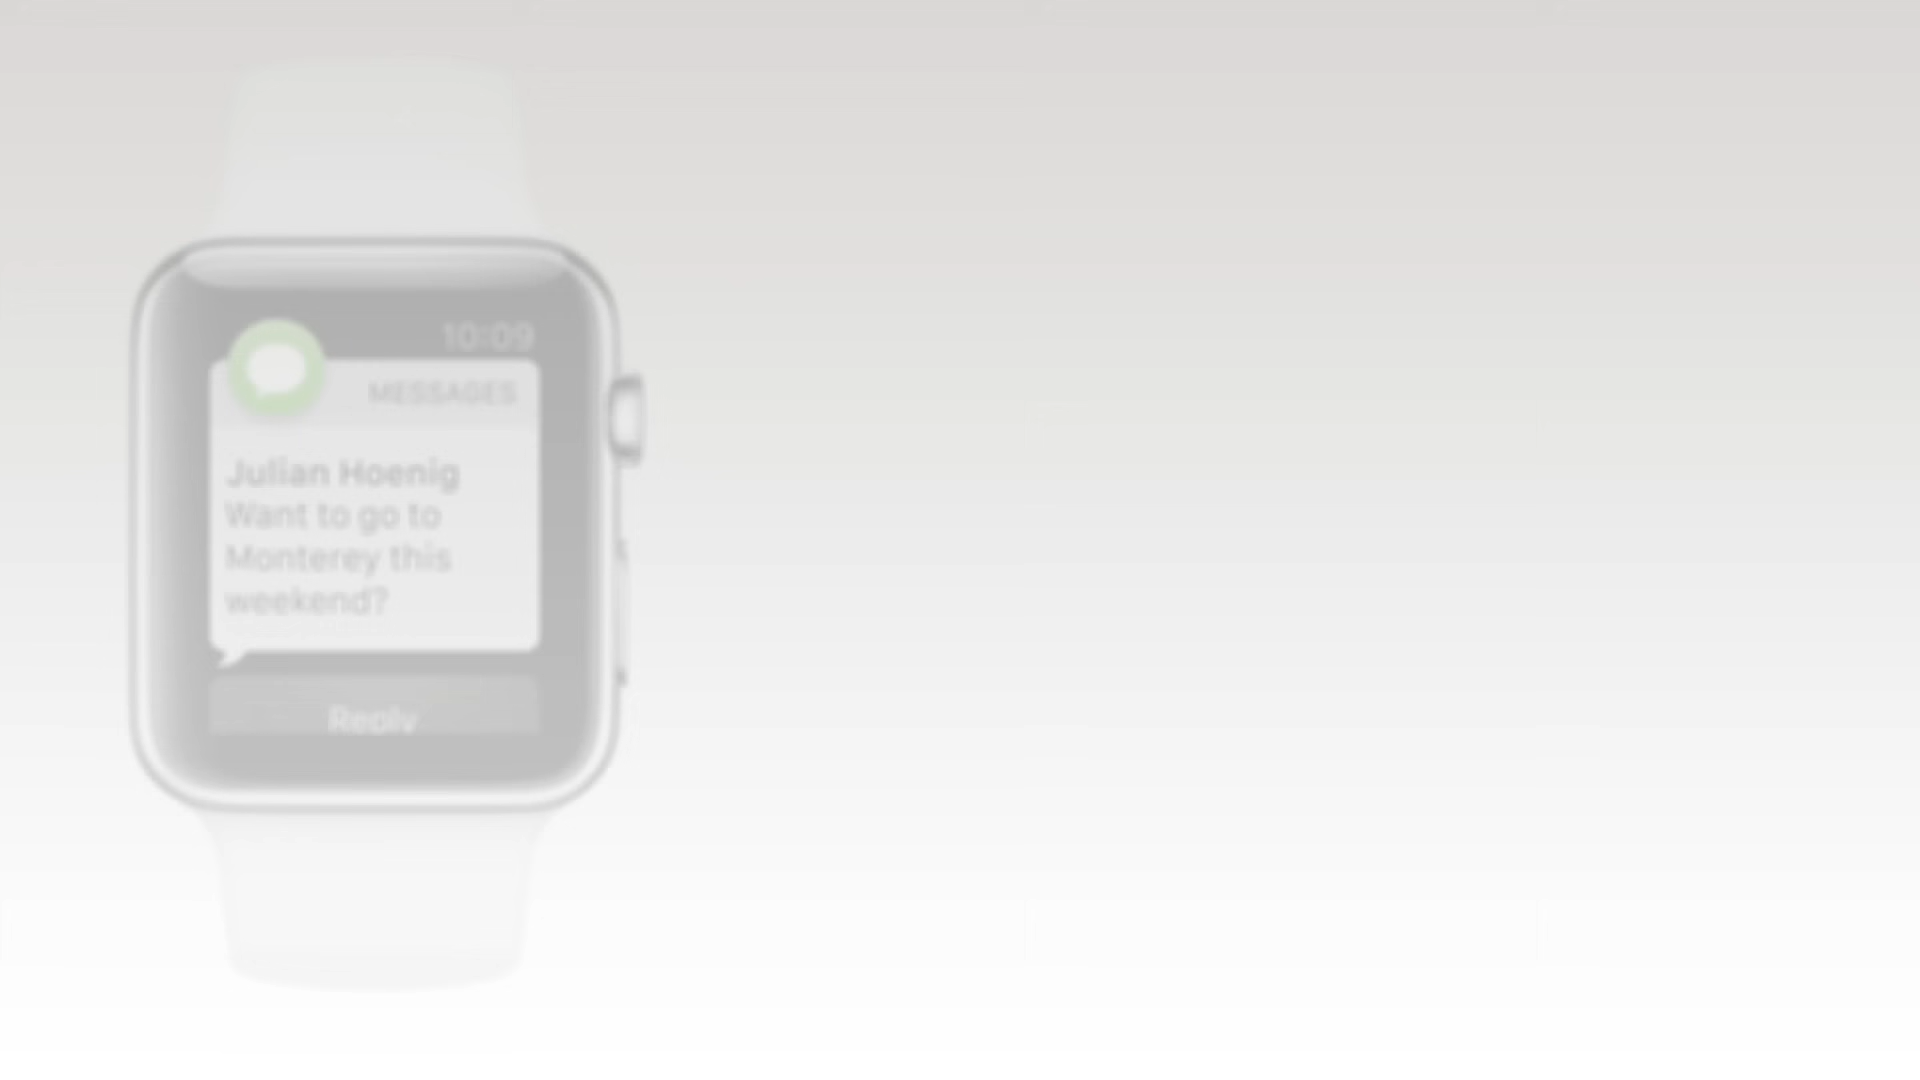 10:09
MESSAGES
Julian Hoenig
Want to go to
Monterey this
weekend?
Reply